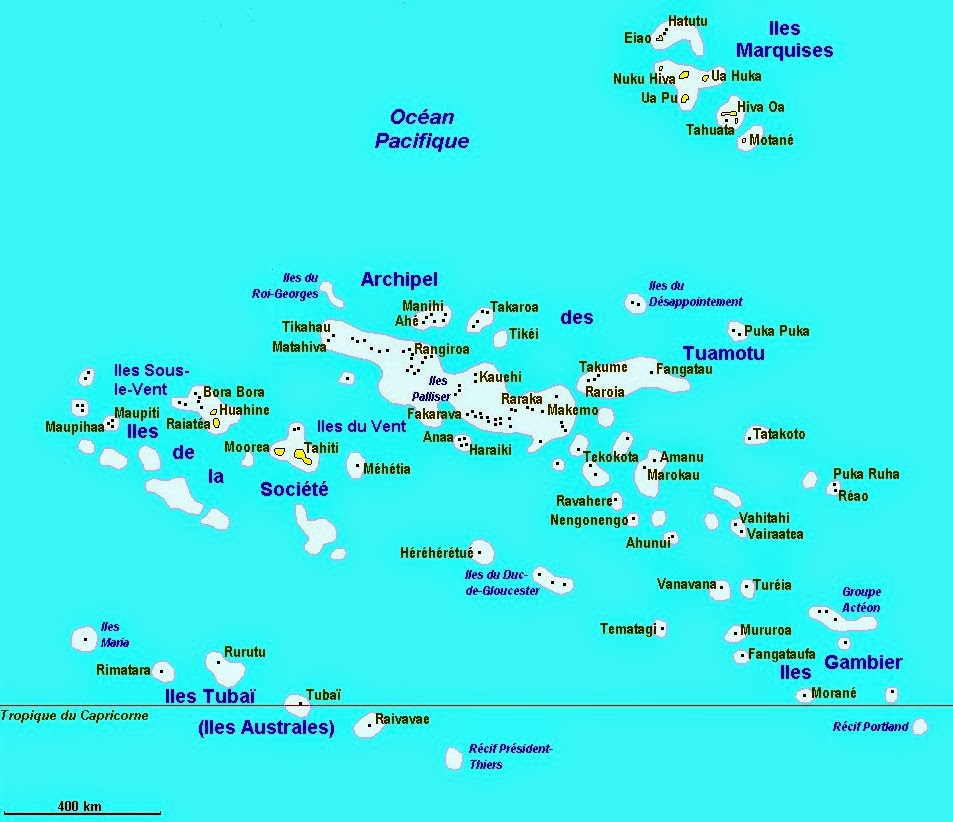 Hatutu
Eiao
Iles
Marquises
Nuku Hiva
Ua Huka
Ua Pu
Hiva Oa
Tahuata
Motané
Océan
Pacifique
Iles du
Roi-Georges
Archipel
Iles du
Désappointement
Manihi
Takaroa
Ahé
des
Tikahau
Tikéi
Puka Puka
Matahiva
Rangiroa
Tuamotu
Takume
Fangatau
Iles Sous-
le-Vent
Kauehi
Iles
Palliser
Raroia
Bora Bora
Raraka
Maupiti
Huahine
Fakarava
Makemo
Maupihaa
Raiatéa
Iles du Vent
Iles
Anaa
Tatakoto
Moorea
Tahiti
Haraiki
de
Tekokota
Amanu
Méhétia
Marokau
la
Puka Ruha
Société
Réao
Ravahere
Nengonengo
Vahitahi
Vairaatea
Ahunui
Héréhérétué
Iles du Duc-
de-Gloucester
Vanavana
Turéia
Groupe
Actéon
Iles
Maria
Tematagi
Mururoa
Rurutu
Fangataufa
Gambier
Rimatara
Iles
Iles Tubaï
Tubaï
Morané
Tropique du Capricorne
(Iles Australes)
Raivavae
Récif Portland
Récif Président-
Thiers
400 km